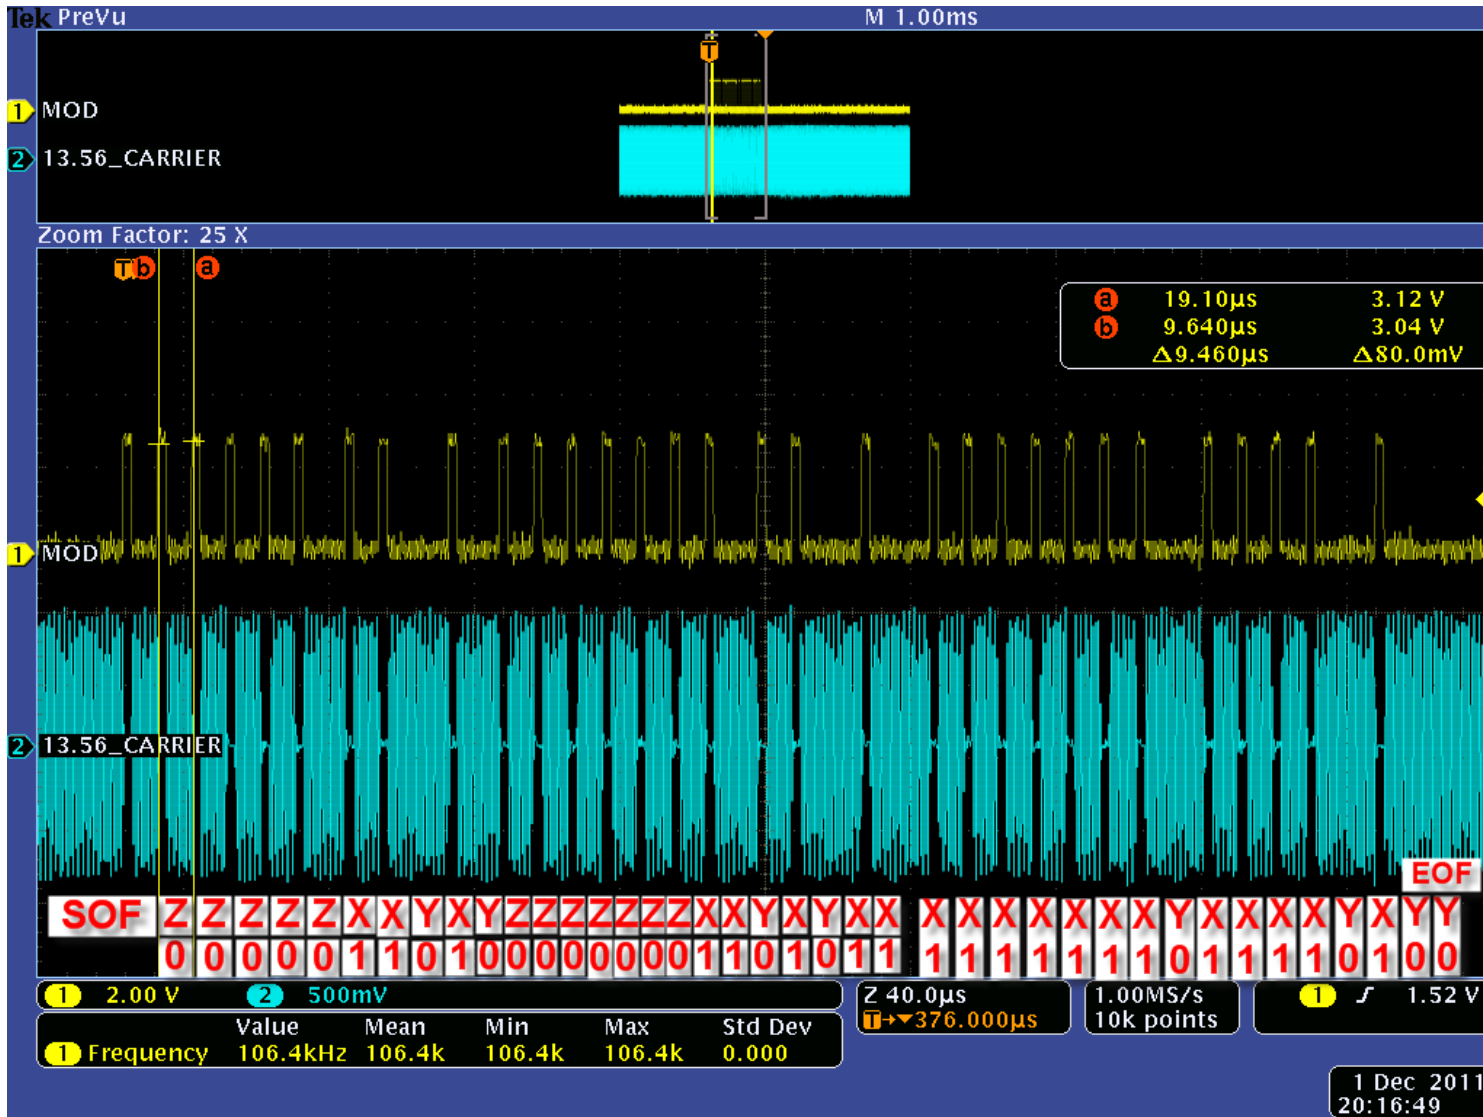 Tek PreVu M 1.00ms
1 MOD
2 13.56_CARRIER
T
Zoom Factor: 25 X
T b a
a 19.10µs 3.12 V
b 9.640µs 3.04 V
Δ9.460µs Δ80.0mV
1 MOD
2 13.56_CARRIER
EOF
SOF Z Z Z Z Z X X Y X Y Z Z Z Z Z Z Z X X Y X Y X X X X X X X X X Y X X X X Y X Y Y
0 0 0 0 0 1 1 0 1 0 0 0 0 0 0 0 0 1 1 0 1 0 1 1 1 1 1 1 1 1 1 0 1 1 1 1 0 1 0 0
1 2.00 V 2 500mV Z 40.0µs 1.00MS/s 1 1.52 V
T→▼376.000µs 10k points
Value Mean Min Max Std Dev
1 Frequency 106.4kHz 106.4k 106.4k 106.4k 0.000
1 Dec 2011
20:16:49